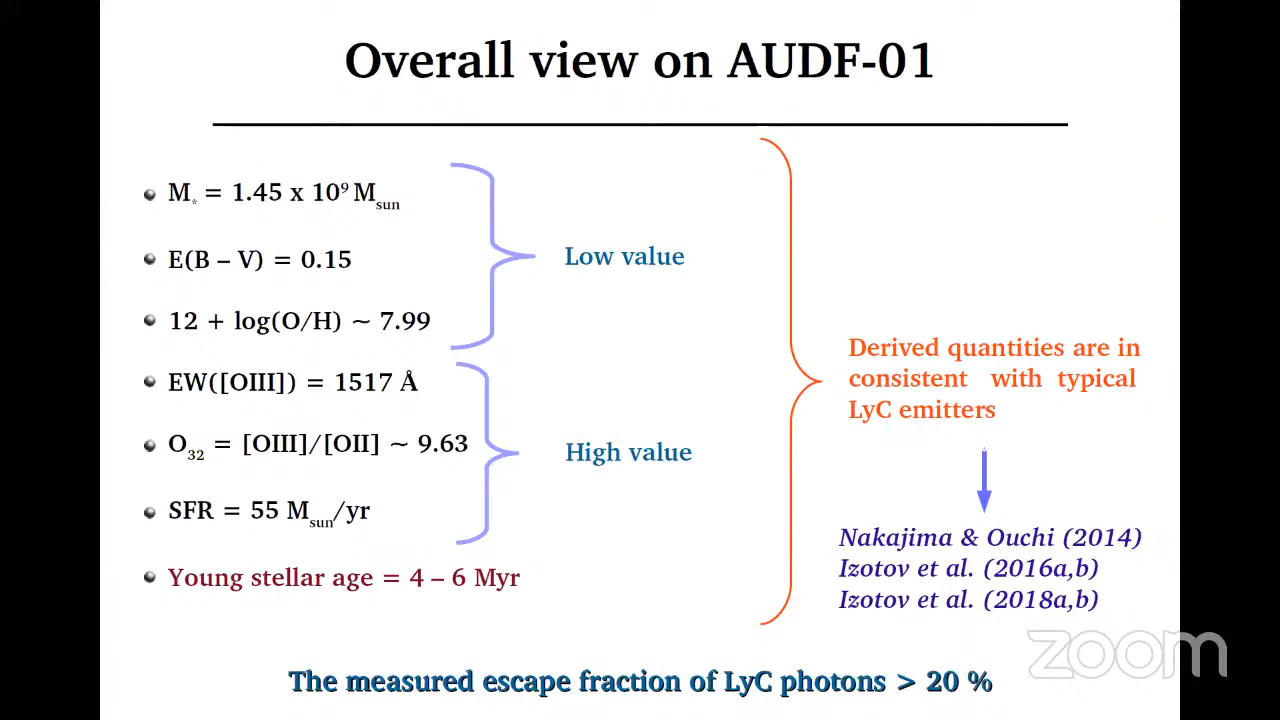 Overall view on AUDF-01
M* = 1.45 x 10⁹ Msun
E(B – V) = 0.15
12 + log(O/H) ~ 7.99
Low value
EW([OIII]) = 1517 Å
O32 = [OIII]/[OII] ~ 9.63
SFR = 55 Msun/yr
High value
Young stellar age = 4 – 6 Myr
Derived quantities are in
consistent with typical
LyC emitters
Nakajima & Ouchi (2014)
Izotov et al. (2016a,b)
Izotov et al. (2018a,b)
The measured escape fraction of LyC photons > 20 %
zoom